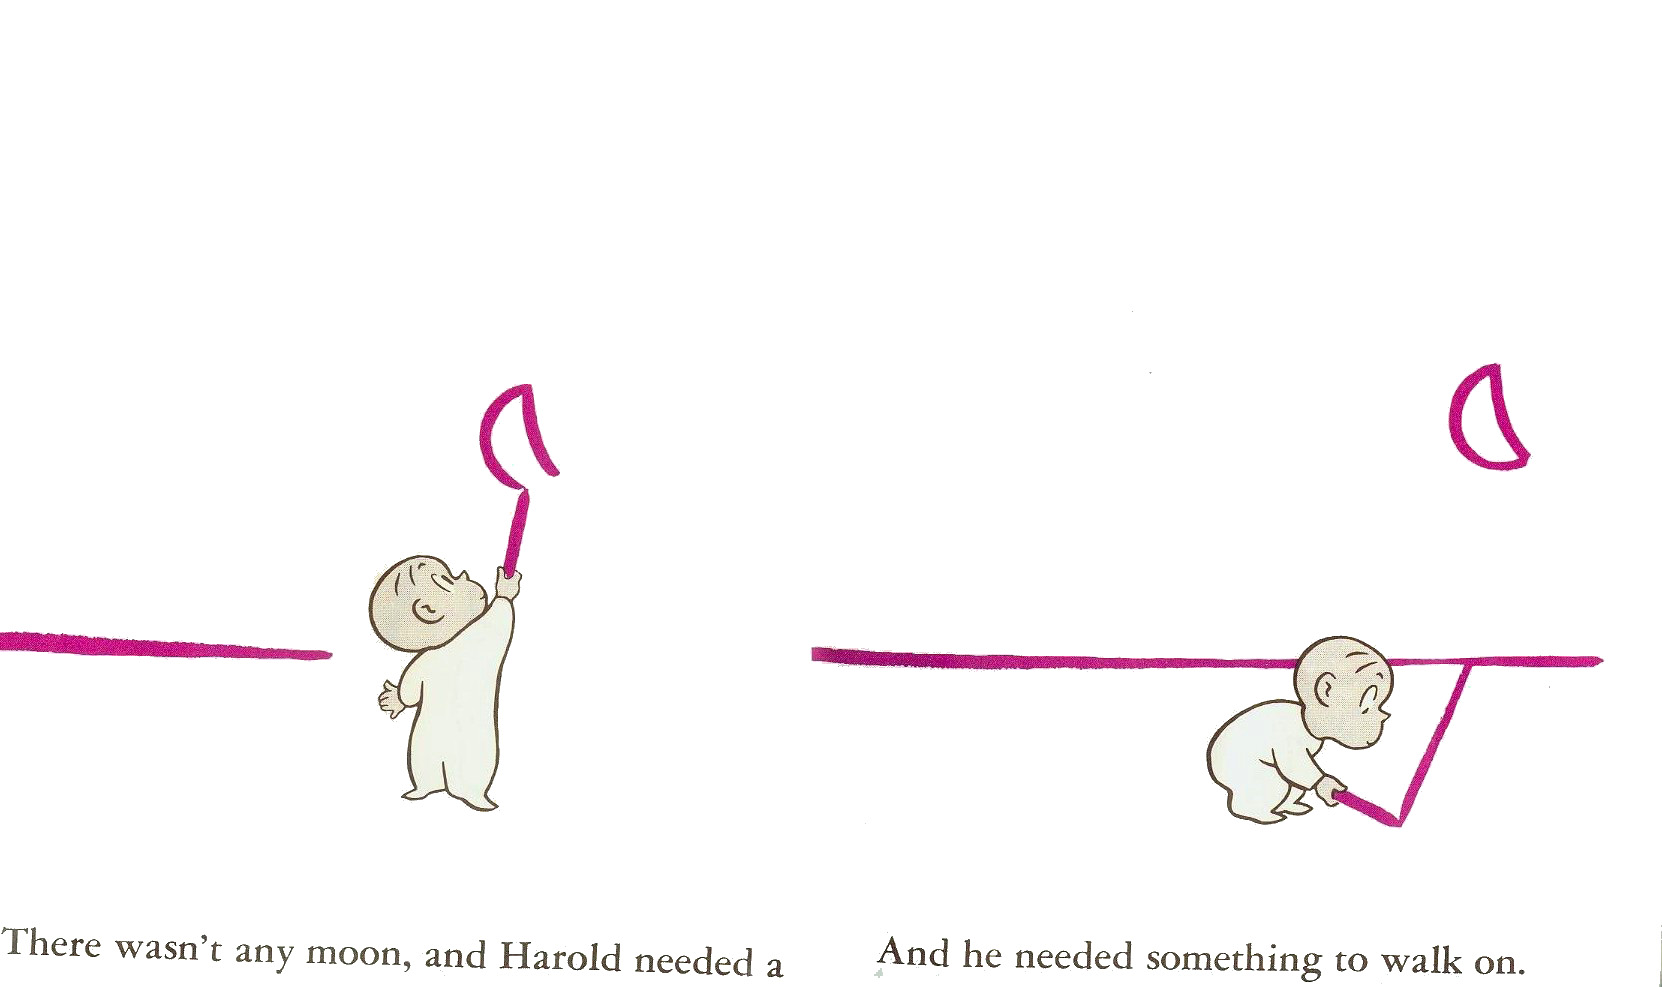 There wasn't any moon, and Harold needed a
And he needed something to walk on.